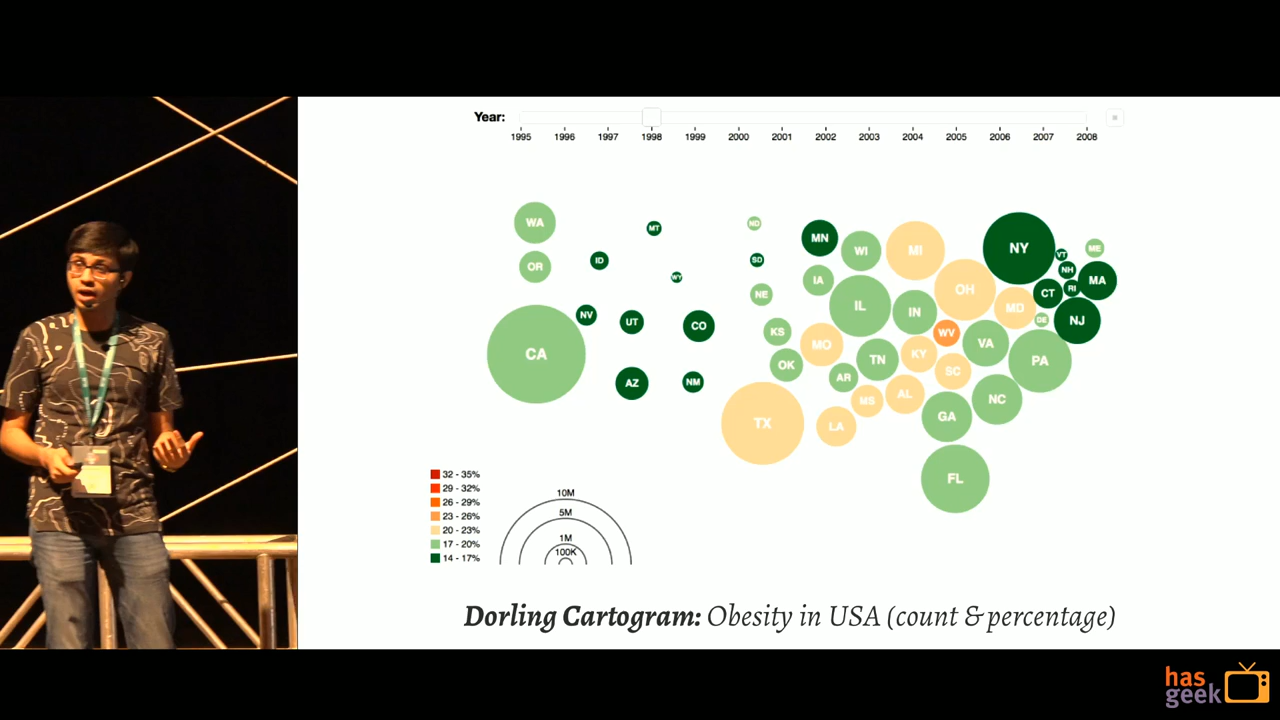 Year:
1995 1996 1997 1998 1999 2000 2001 2002 2003 2004 2005 2006 2007 2008
WA MT ND MN WI MI NY VT ME
OR ID WY SD NE IA IL IN OH MD CT NH RI MA
CA NV UT CO KS MO TN KY WV VA DE NJ PA
AZ NM OK AR MS AL SC NC
TX LA GA FL
32 - 35%
29 - 32%
26 - 29%
23 - 26%
20 - 23%
17 - 20%
14 - 17%
10M
5M
1M
100K
Dorling Cartogram: Obesity in USA (count & percentage)
has
geek